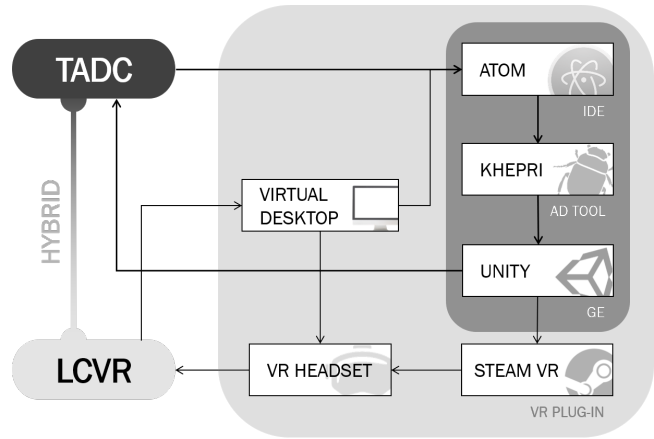 TADC
ATOM
IDE
KHEPRI
AD TOOL
HYBRID
VIRTUAL
DESKTOP
UNITY
GE
LCVR
VR HEADSET
STEAM VR
VR PLUG-IN